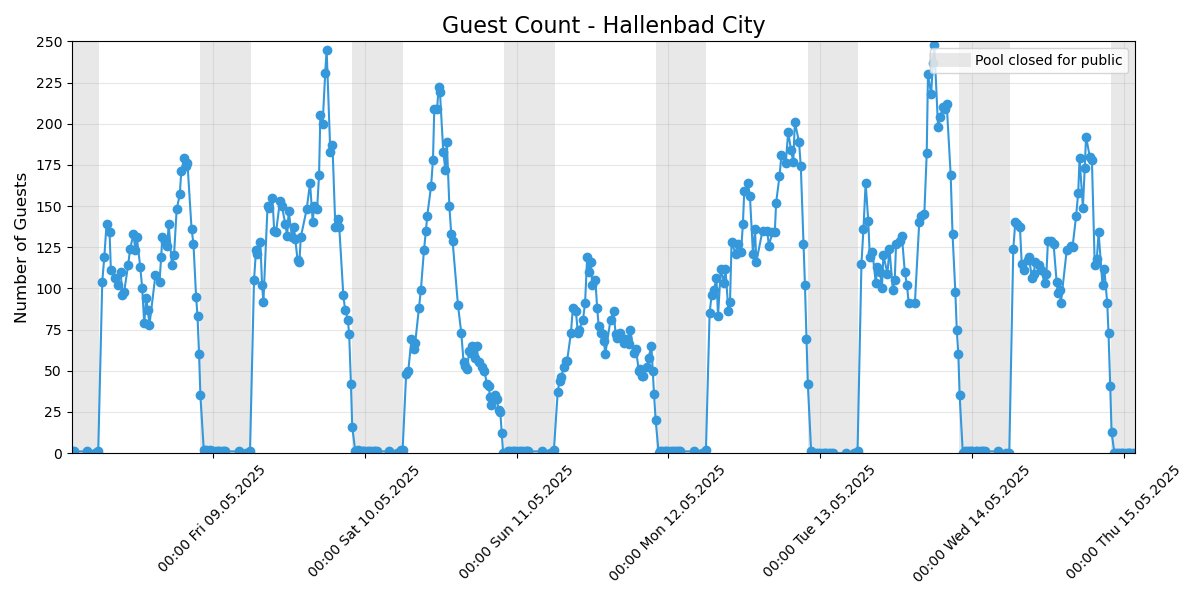 Guest Count - Hallenbad City
Number of Guests
250
225
200
175
150
125
100
75
50
25
0
Pool closed for public
00:00 Fri 09.05.2025
00:00 Sat 10.05.2025
00:00 Sun 11.05.2025
00:00 Mon 12.05.2025
00:00 Tue 13.05.2025
00:00 Wed 14.05.2025
00:00 Thu 15.05.2025